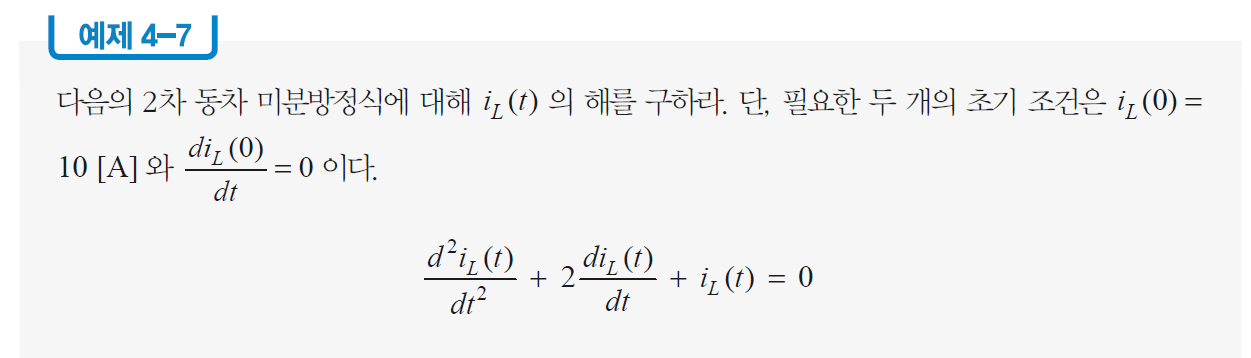 예제 4-7
다음의 2차 동차 미분방정식에 대해 i_L(t) 의 해를 구하라. 단, 필요한 두 개의 초기 조건은 i_L(0) =
10 [A] 와 di_L(0)/dt = 0 이다.
d²i_L(t)/dt² + 2 di_L(t)/dt + i_L(t) = 0